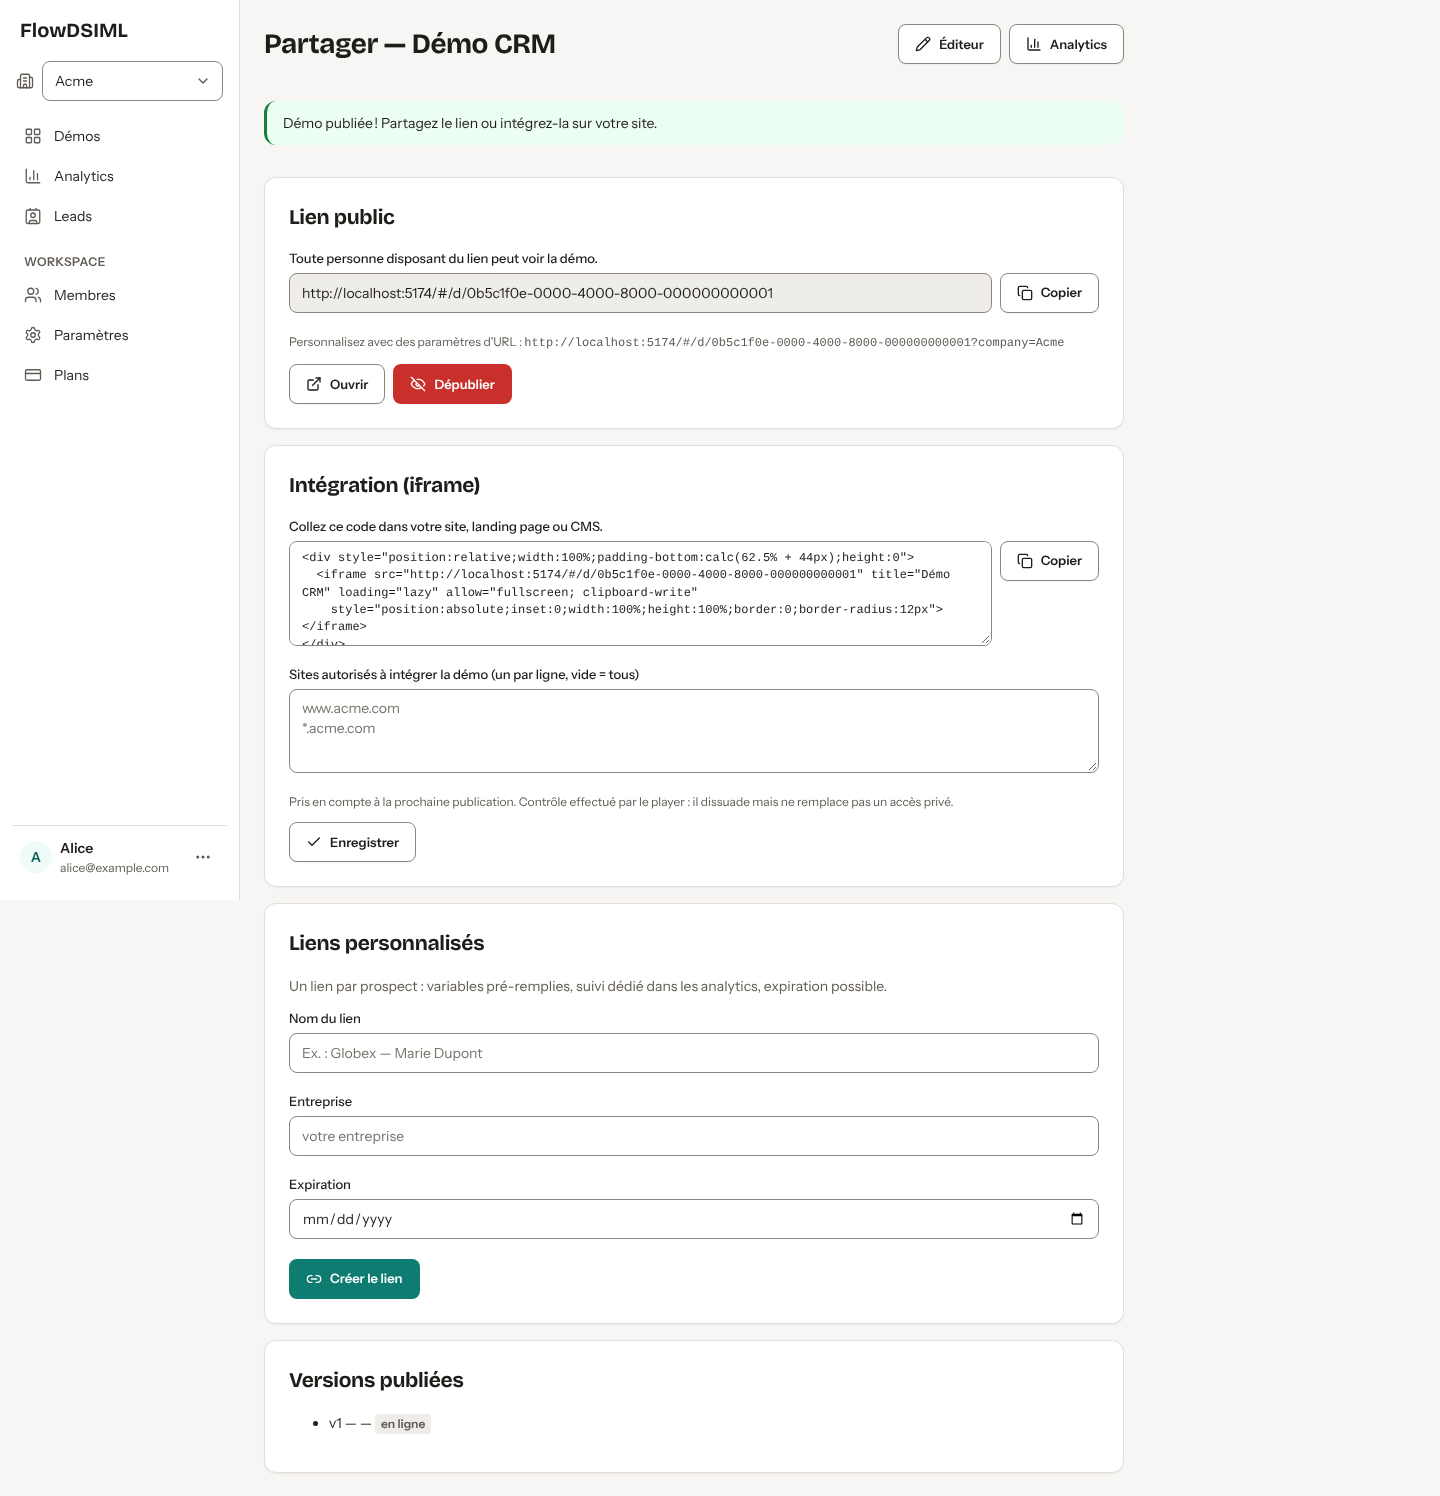 FlowDSIML
Acme
Démos
Analytics
Leads
WORKSPACE
Membres
Paramètres
Plans
A
Alice
alice@example.com
Partager — Démo CRM
Éditeur
Analytics
Démo publiée ! Partagez le lien ou intégrez-la sur votre site.
Lien public
Toute personne disposant du lien peut voir la démo.
http://localhost:5174/#/d/0b5c1f0e-0000-4000-8000-000000000001
Copier
Personnalisez avec des paramètres d'URL : http://localhost:5174/#/d/0b5c1f0e-0000-4000-8000-000000000001?company=Acme
Ouvrir
Dépublier
Intégration (iframe)
Collez ce code dans votre site, landing page ou CMS.
<div style="position:relative;width:100%;padding-bottom:calc(62.5% + 44px);height:0">
<iframe src="http://localhost:5174/#/d/0b5c1f0e-0000-4000-8000-000000000001" title="Démo
CRM" loading="lazy" allow="fullscreen; clipboard-write"
style="position:absolute;inset:0;width:100%;height:100%;border:0;border-radius:12px">
</iframe>
</div>
Copier
Sites autorisés à intégrer la démo (un par ligne, vide = tous)
www.acme.com
*.acme.com
Pris en compte à la prochaine publication. Contrôle effectué par le player : il dissuade mais ne remplace pas un accès privé.
Enregistrer
Liens personnalisés
Un lien par prospect : variables pré-remplies, suivi dédié dans les analytics, expiration possible.
Nom du lien
Ex. : Globex — Marie Dupont
Entreprise
votre entreprise
Expiration
mm/dd/yyyy
Créer le lien
Versions publiées
v1 — — en ligne